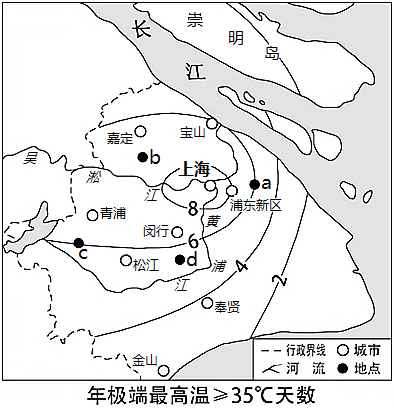 长
江
崇
明
岛
嘉定
宝山
b
上海
a
吴
淞
江
8
浦东新区
黄
青浦
闵行
6
c
松江
d
浦
江
4
2
奉贤
金山
行政界线
城市
河 流
地点
年极端最高温≥35℃天数